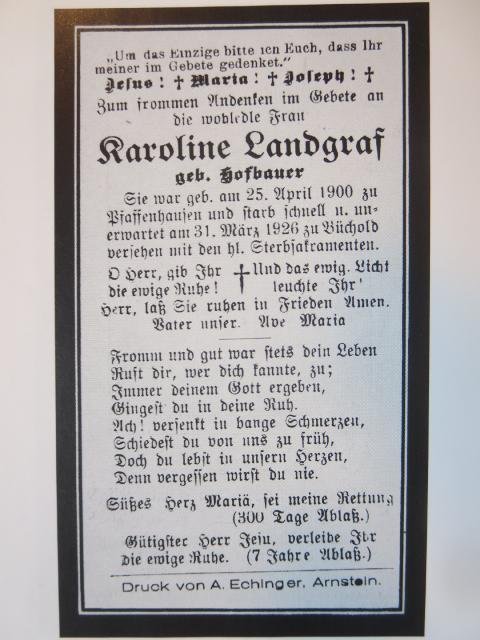 „Um das Einzige bitte ich Euch, dass Ihr
meiner im Gebete gedenket.“
Jesus! † Maria! † Joseph! †
Zum frommen Andenken im Gebete an
die wohledle Frau
Karoline Landgraf
geb. Hofbauer
Sie war geb. am 25. April 1900 zu
Pfaffenhausen und starb schnell u. un-
erwartet am 31. März 1926 zu Büchold
versehen mit den hl. Sterbsakramenten.
O Herr, gib Ihr † Und das ewig. Licht
die ewige Ruhe! leuchte Ihr'
Herr, laß Sie ruhen in Frieden Amen.
Vater unser. Ave Maria
Fromm und gut war stets dein Leben
Ruft dir, wer dich kannte, zu;
Immer deinem Gott ergeben,
Gingest du in deine Ruh.
Ach! versenkt in bange Schmerzen,
Schiedest du von uns zu früh,
Doch du lebst in unsern Herzen,
Denn vergessen wirst du nie.
Süßes Herz Mariä, sei meine Rettung
(300 Tage Ablaß.)
Gütigster Herr Jesu, verleihe Ihr
die ewige Ruhe. (7 Jahre Ablaß.)
Druck von A. Echinger, Arnstein.